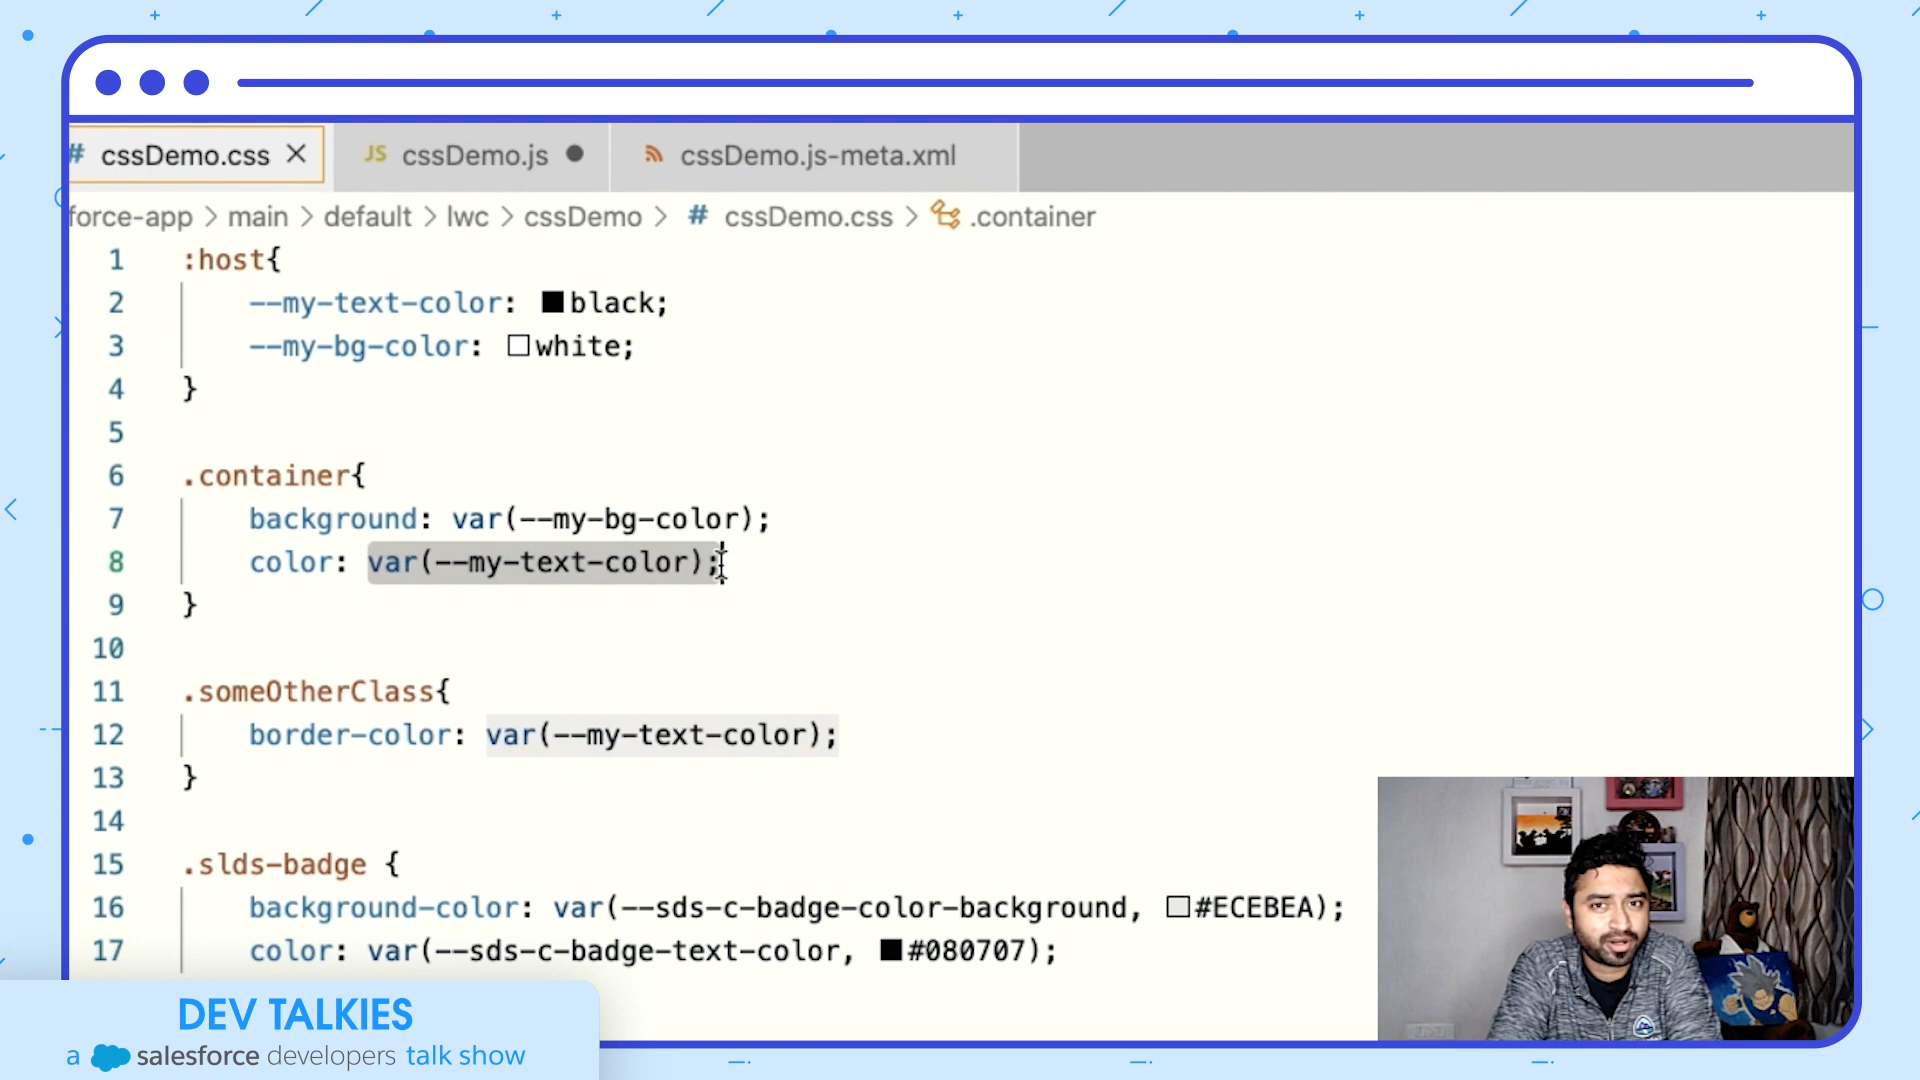 # cssDemo.css × JS cssDemo.js ● cssDemo.js-meta.xml
force-app > main > default > lwc > cssDemo > # cssDemo.css > .container
1 :host{
2 --my-text-color: black;
3 --my-bg-color: white;
4 }
5
6 .container{
7 background: var(--my-bg-color);
8 color: var(--my-text-color);
9 }
10
11 .someOtherClass{
12 border-color: var(--my-text-color);
13 }
14
15 .slds-badge {
16 background-color: var(--sds-c-badge-color-background, #ECEBEA);
17 color: var(--sds-c-badge-text-color, #080707);
DEV TALKIES
a salesforce developers talk show